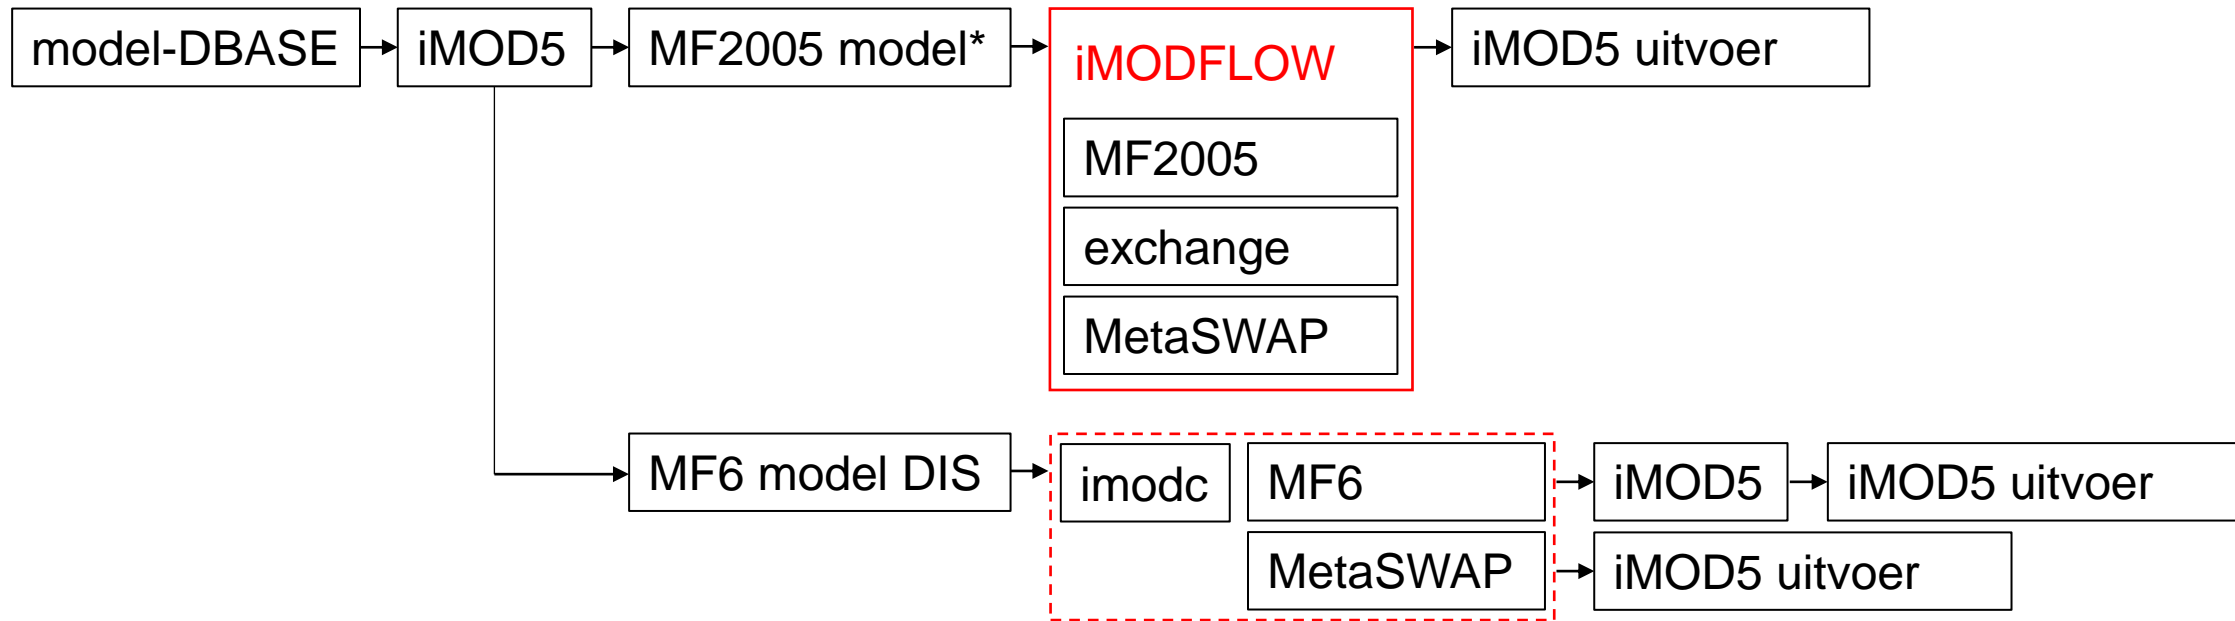 model-DBASE
iMOD5
MF2005 model*
iMODFLOW
MF2005
exchange
MetaSWAP
iMOD5 uitvoer
MF6 model DIS
imodc
MF6
MetaSWAP
iMOD5
iMOD5 uitvoer
iMOD5 uitvoer